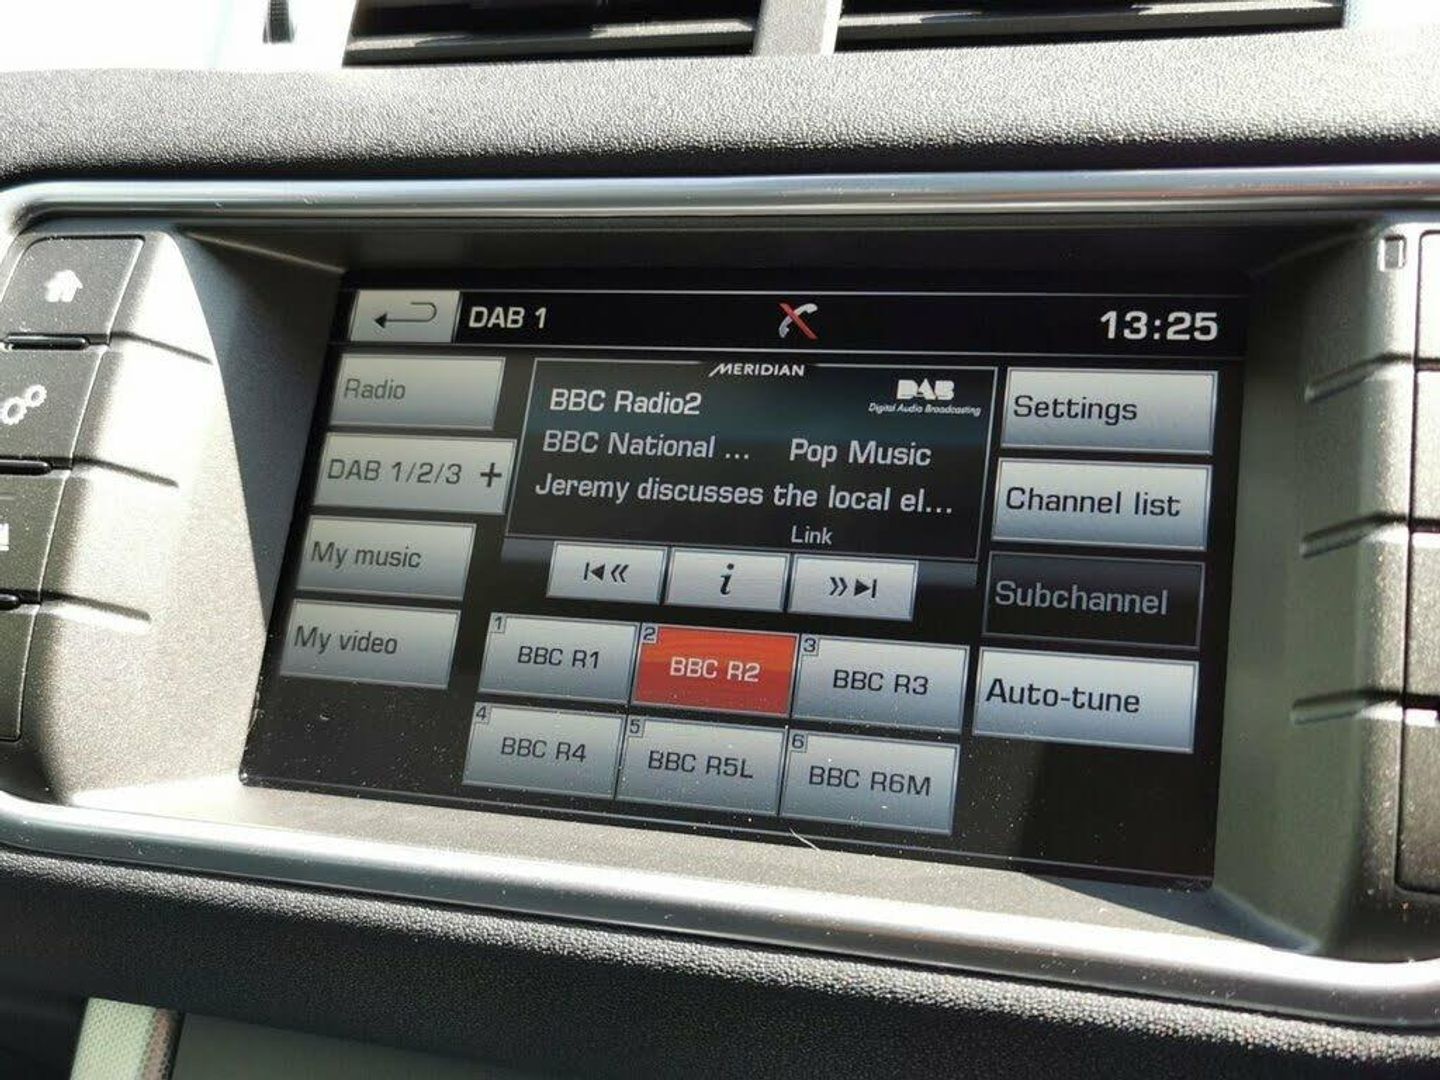 DAB 1
13:25
Radio
DAB 1/2/3 +
My music
My video
MERIDIAN
BBC Radio2
DAB
Digital Audio Broadcasting
BBC National ...
Pop Music
Jeremy discusses the local el...
Link
i
Settings
Channel list
Subchannel
Auto-tune
1
BBC R1
2
BBC R2
3
BBC R3
4
BBC R4
5
BBC R5L
6
BBC R6M